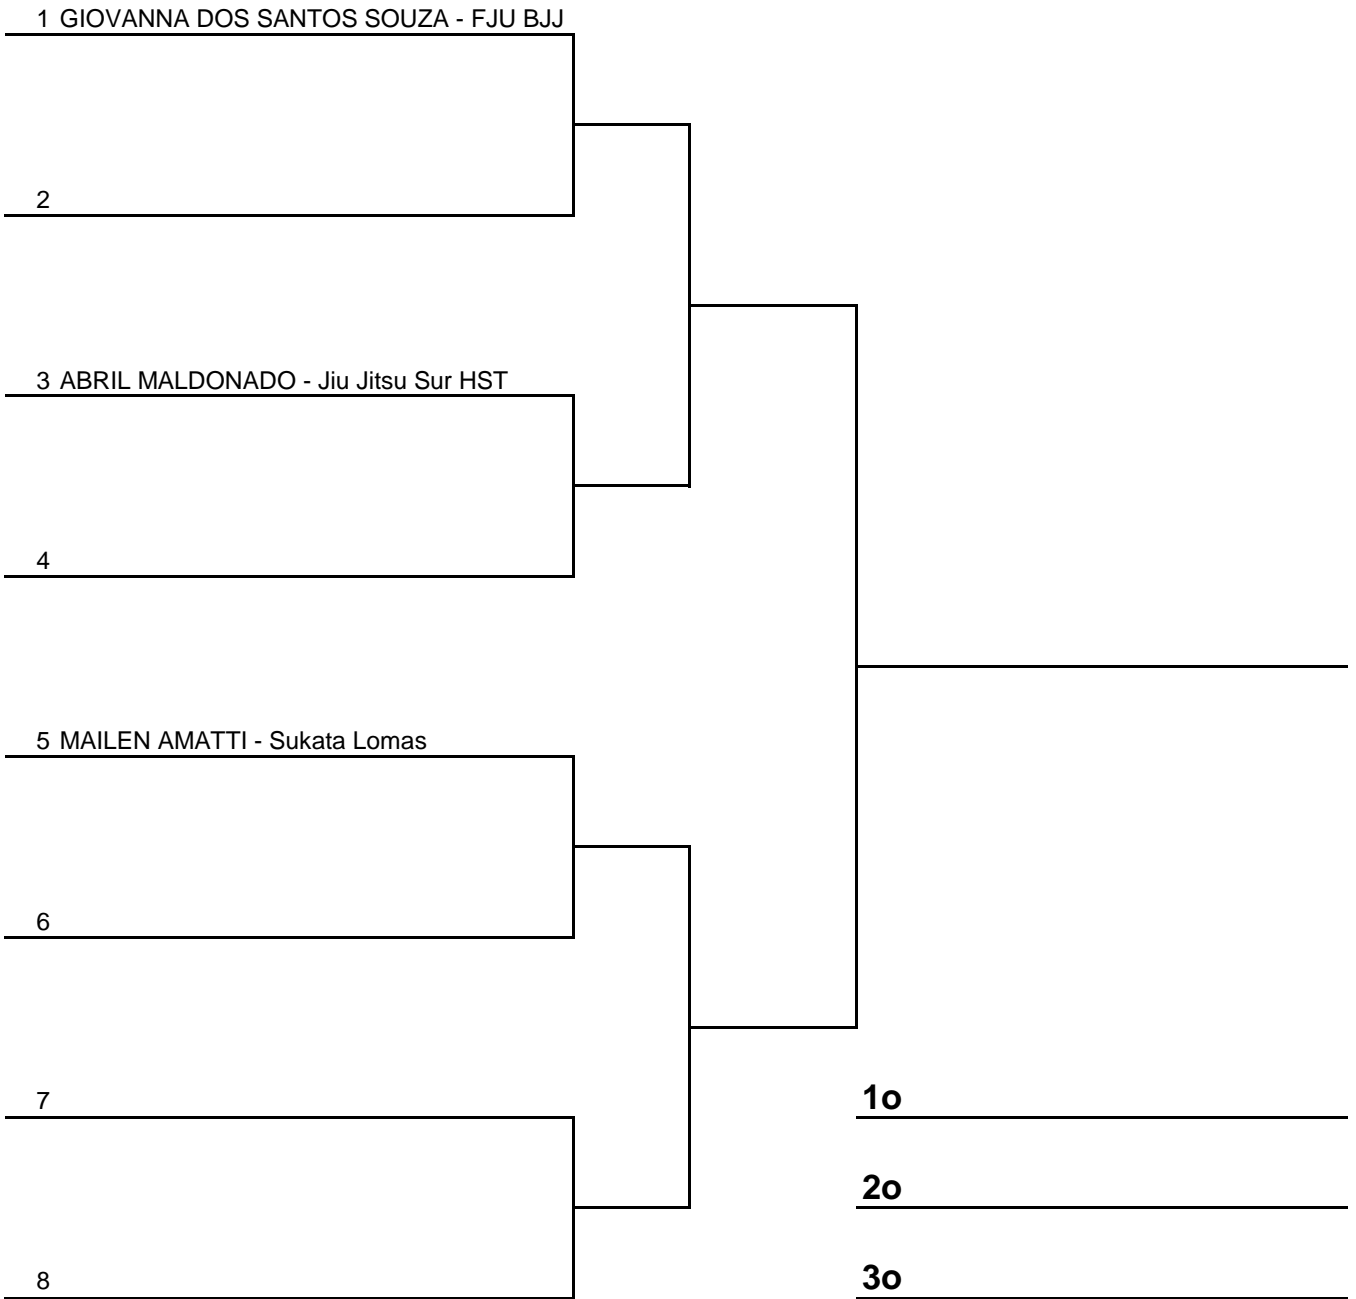 1 GIOVANNA DOS SANTOS SOUZA - FJU BJJ
2
3 ABRIL MALDONADO - Jiu Jitsu Sur HST
4
5 MAILEN AMATTI - Sukata Lomas
6
7
8
1o
2o
3o